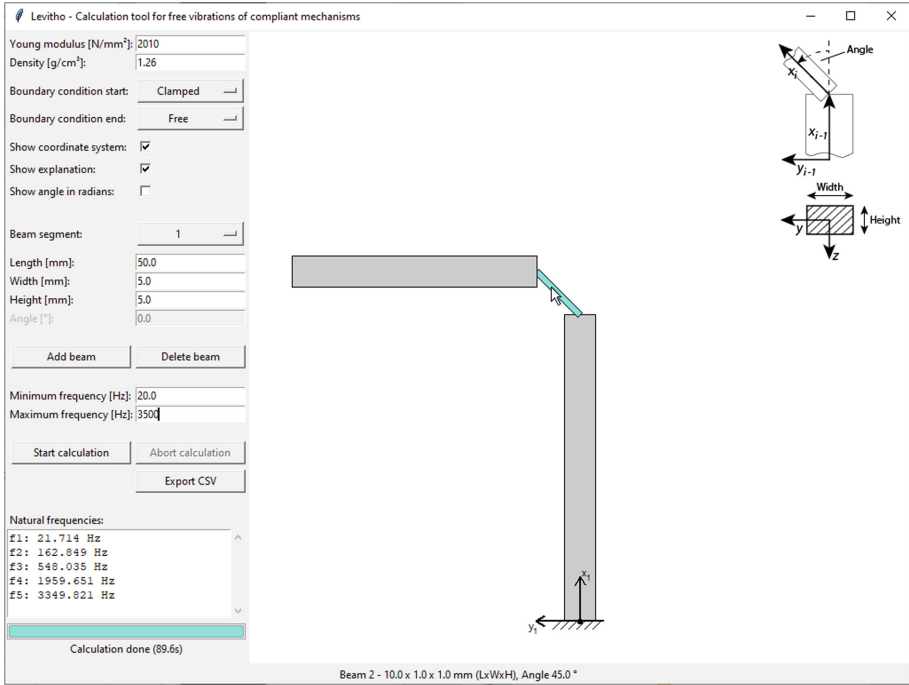 Levitho - Calculation tool for free vibrations of compliant mechanisms
Young modulus [N/mm²]: 2010
Density [g/cm³]: 1.26
Boundary condition start: Clamped
Boundary condition end: Free
Show coordinate system:
Show explanation:
Show angle in radians:
Beam segment: 1
Length [mm]: 50.0
Width [mm]: 5.0
Height [mm]: 5.0
Angle [°]: 0.0
Add beam Delete beam
Minimum frequency [Hz]: 20.0
Maximum frequency [Hz]: 3500
Start calculation Abort calculation
Export CSV
Natural frequencies:
f1: 21.714 Hz
f2: 162.849 Hz
f3: 548.035 Hz
f4: 1959.651 Hz
f5: 3349.821 Hz
Calculation done (89.6s)
Angle
xi
xi-1
yi-1
Width
Height
y
z
x1
y1
Beam 2 - 10.0 x 1.0 x 1.0 mm (LxWxH), Angle 45.0 °